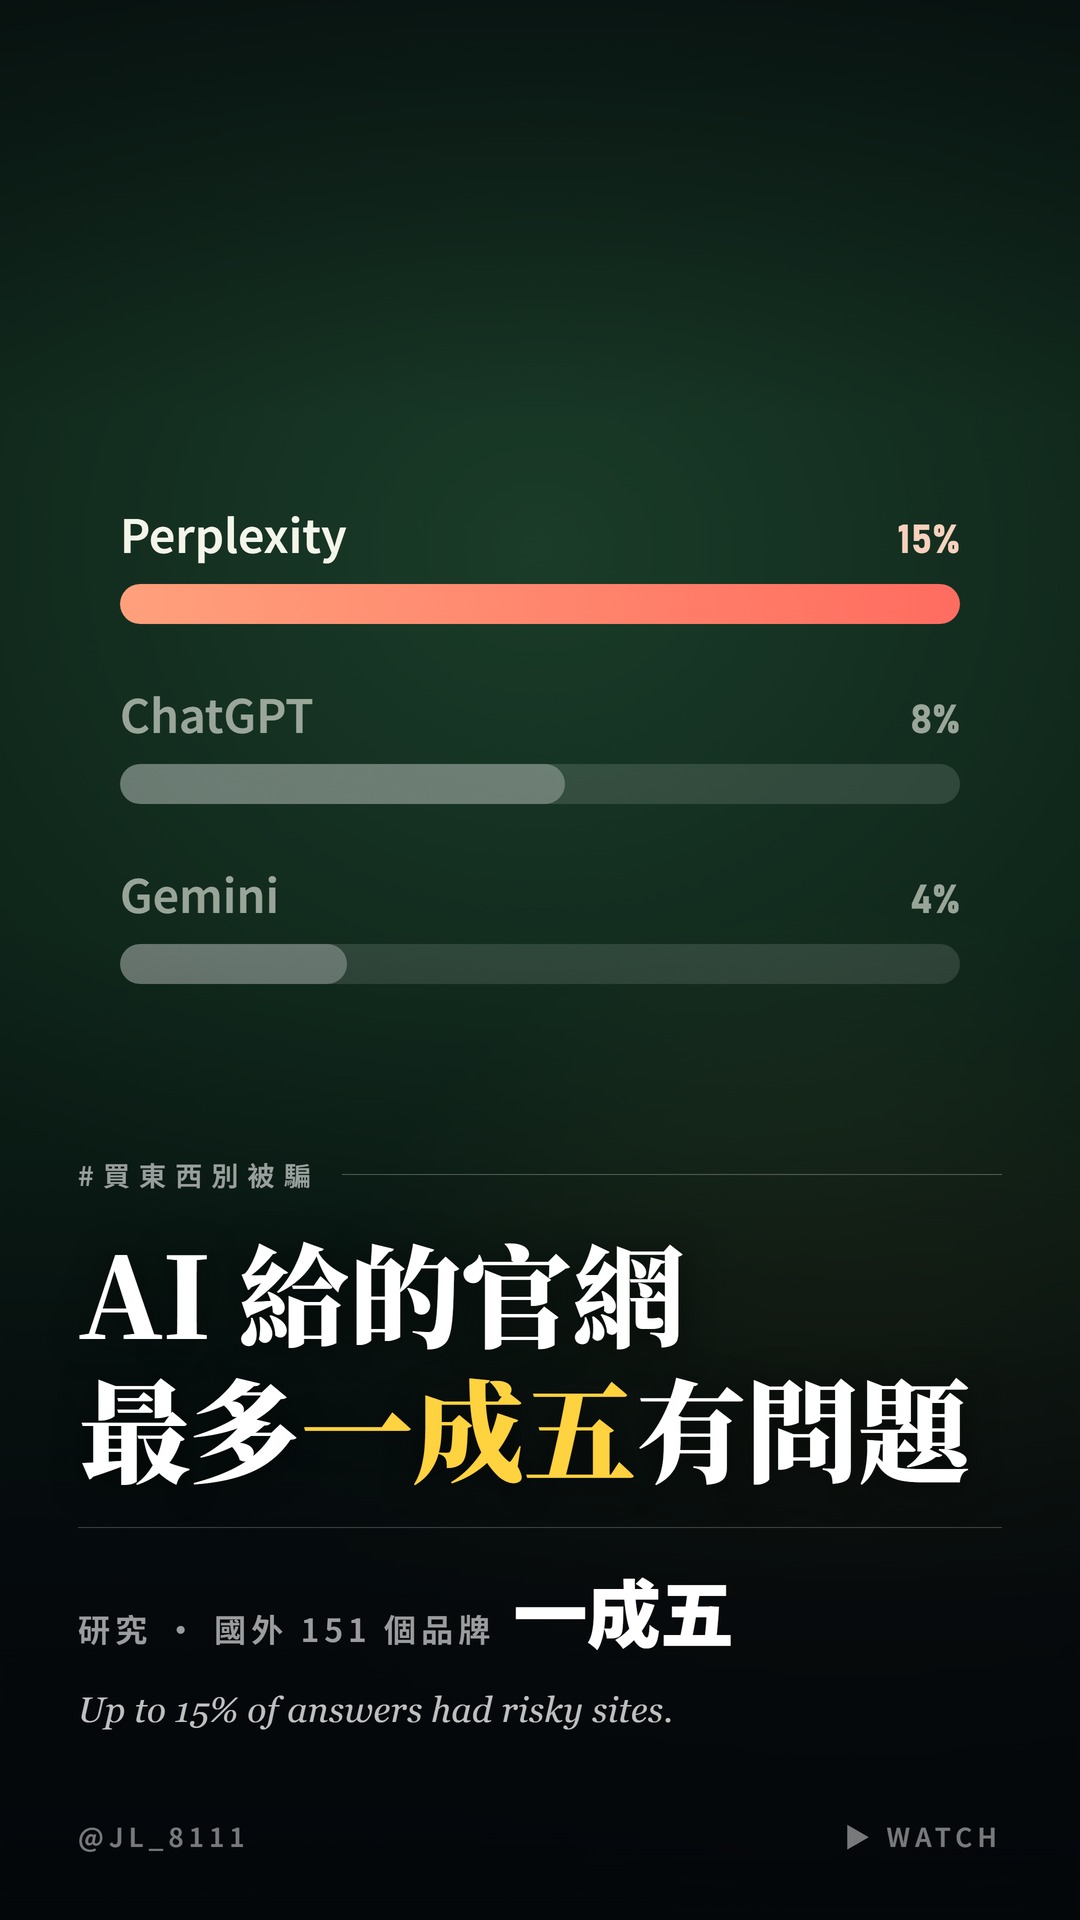 Perplexity 15%
ChatGPT 8%
Gemini 4%
#買東西別被騙
AI 給的官網
最多一成五有問題
研究 · 國外 151 個品牌 一成五
Up to 15% of answers had risky sites.
@JL_8111 ▶ WATCH